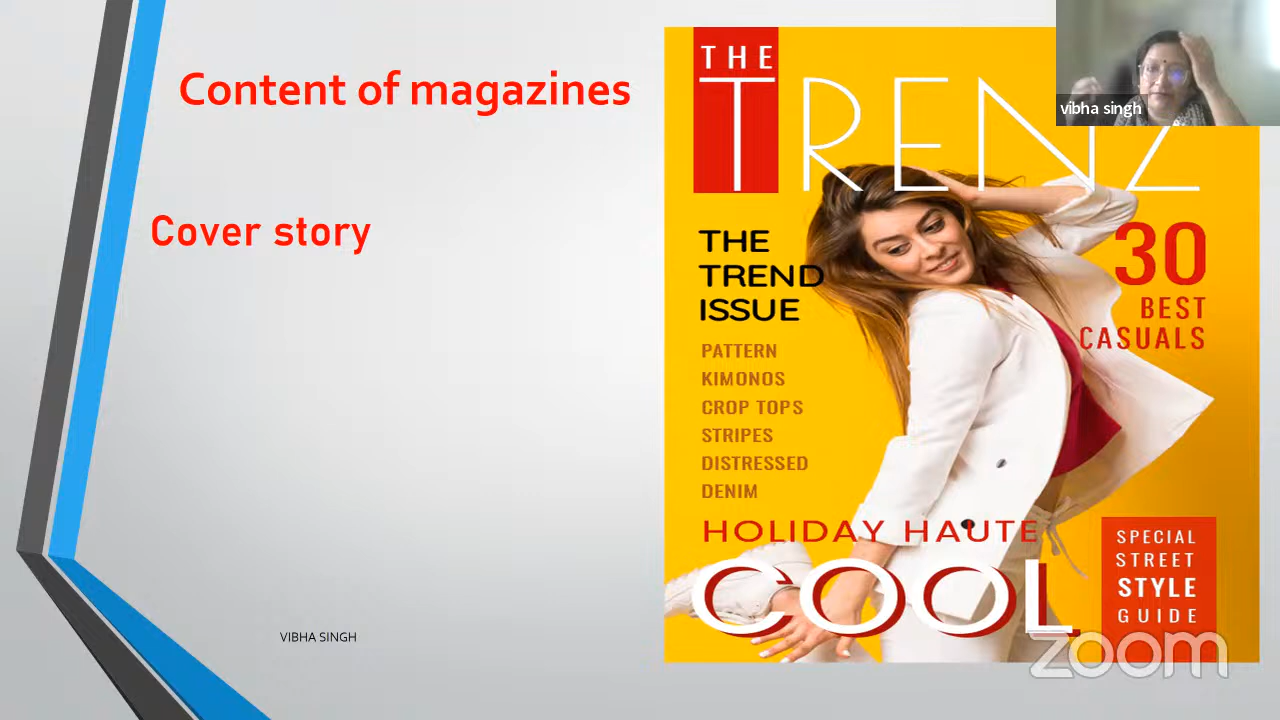 Content of magazines
Cover story
VIBHA SINGH
THE
TRENZ
THE
TREND
ISSUE
PATTERN
KIMONOS
CROP TOPS
STRIPES
DISTRESSED
DENIM
30
BEST
CASUALS
HOLIDAY HAUTE
COOL
SPECIAL
STREET
STYLE
GUIDE
vibha singh
zoom